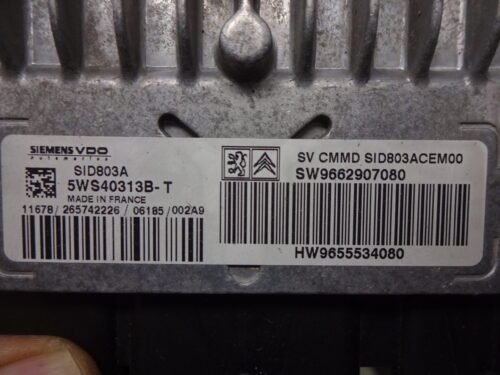 SIEMENS VDO
Automotive
SID803A
5WS40313B-T
MADE IN FRANCE
11678/265742226/06185/002A9
SV CMMD SID803ACEM00
SW9662907080
HW9655534080